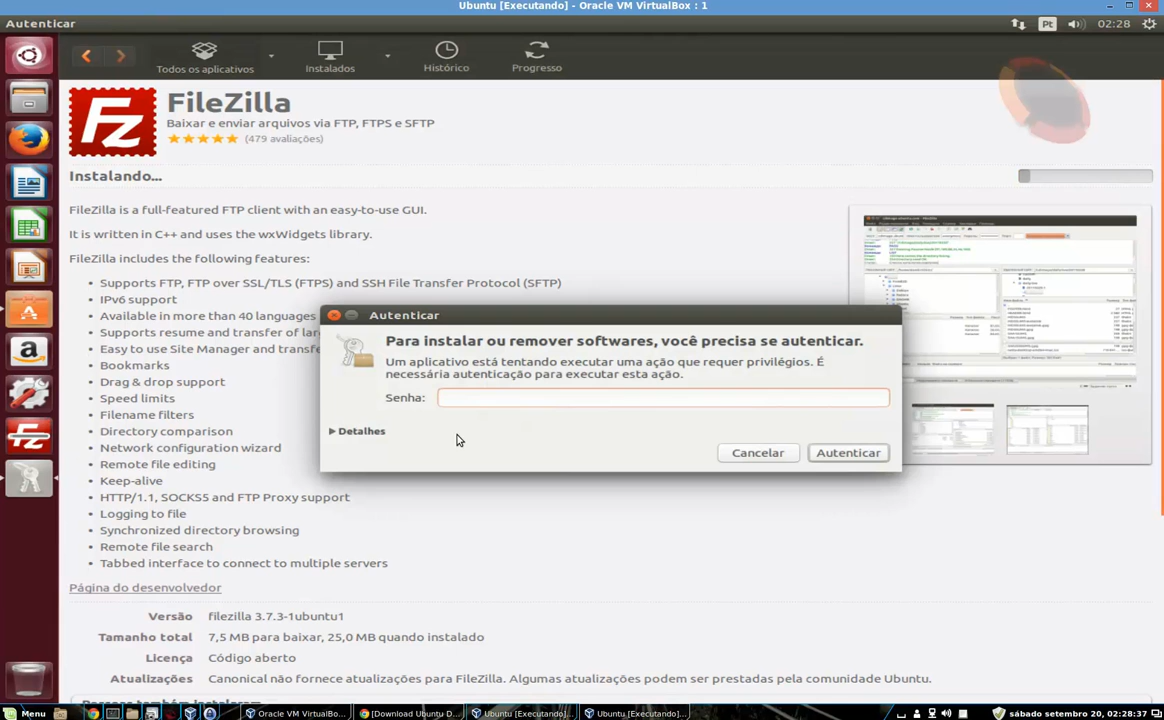 Ubuntu [Executando] - Oracle VM VirtualBox : 1
Autenticar
Pt
02:28
Todos os aplicativos
Instalados
Histórico
Progresso
Fz
FileZilla
Baixar e enviar arquivos via FTP, FTPS e SFTP
(479 avaliações)
Instalando...
FileZilla is a full-featured FTP client with an easy-to-use GUI.
It is written in C++ and uses the wxWidgets library.
FileZilla includes the following features:
• Supports FTP, FTP over SSL/TLS (FTPS) and SSH File Transfer Protocol (SFTP)
• IPv6 support
• Available in more than 40 languages
• Supports resume and transfer of
• Easy to use Site Manager and
• Bookmarks
• Drag & drop support
• Speed limits
• Filename filters
• Directory comparison
• Network configuration wizard
• Remote file editing
• Keep-alive
• HTTP/1.1, SOCKS5 and FTP Proxy support
• Logging to file
• Synchronized directory browsing
• Remote file search
• Tabbed interface to connect to multiple servers
Autenticar
Para instalar ou remover softwares, você precisa se autenticar.
Um aplicativo está tentando executar uma ação que requer privilégios. É
necessária autenticação para executar esta ação.
Senha:
Detalhes
Cancelar
Autenticar
Página do desenvolvedor
Versão filezilla 3.7.3-1ubuntu1
Tamanho total 7,5 MB para baixar, 25,0 MB quando instalado
Licença Código aberto
Atualizações Canonical não fornece atualizações para FileZilla. Algumas atualizações podem ser prestadas pela comunidade Ubuntu.
Menu
Oracle VM VirtualBo...
[Download Ubuntu D...
Ubuntu [Executando]...
Ubuntu [Executando]...
sábado setembro 20, 02:28:37